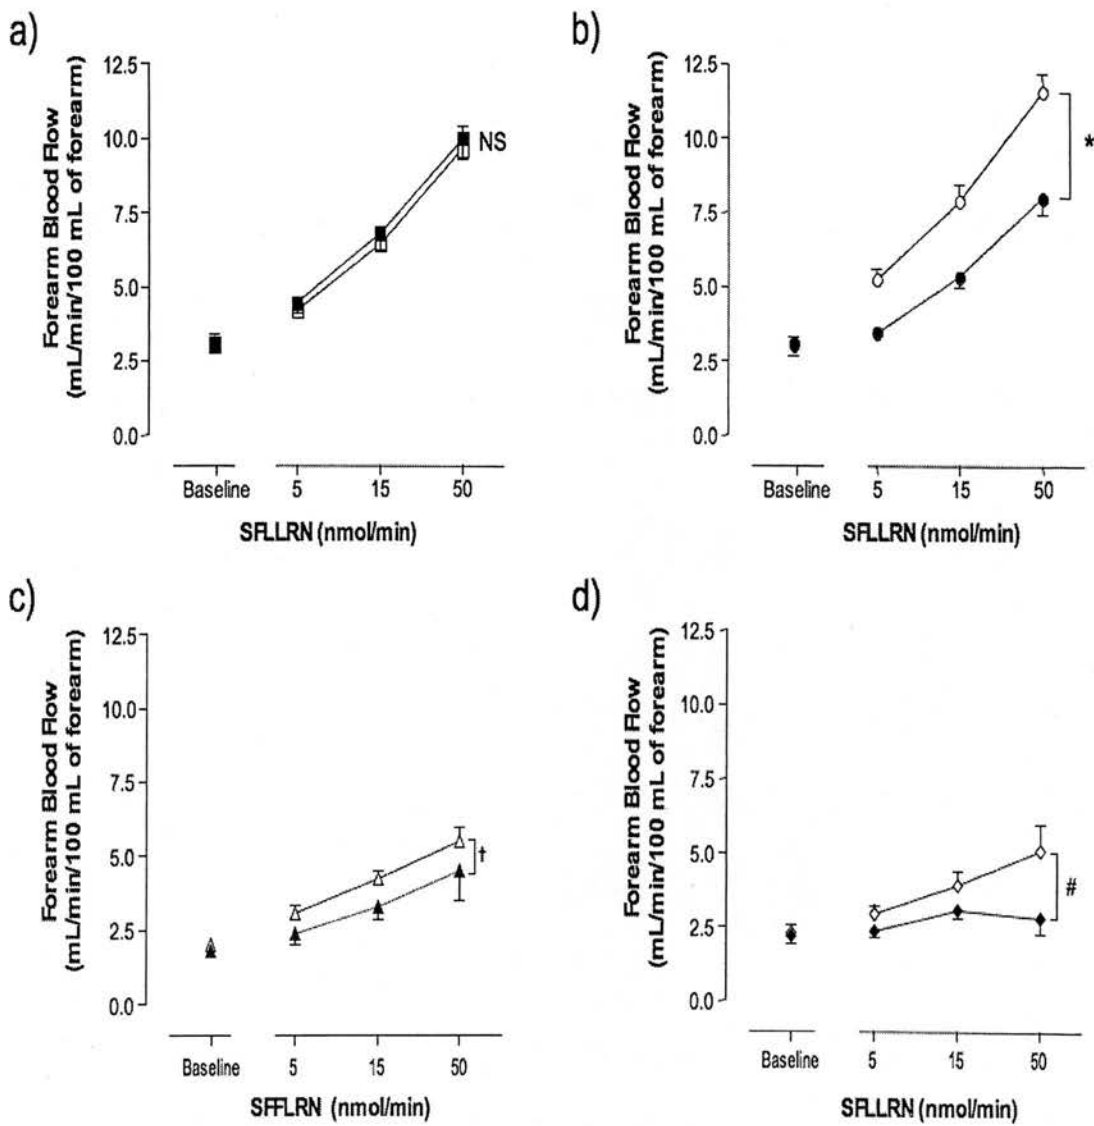 a)
Forearm Blood Flow
(mL/min/100 mL of forearm)
12.5
10.0
7.5
5.0
2.5
0.0
NS
Baseline
5
15
50
SFLLRN (nmol/min)
b)
Forearm Blood Flow
(mL/min/100 mL of forearm)
12.5
10.0
7.5
5.0
2.5
0.0
*
Baseline
5
15
50
SFLLRN (nmol/min)
c)
Forearm Blood Flow
(mL/min/100 mL of forearm)
12.5
10.0
7.5
5.0
2.5
0.0
†
Baseline
5
15
50
SFFLRN (nmol/min)
d)
Forearm Blood Flow
(mL/min/100 mL of forearm)
12.5
10.0
7.5
5.0
2.5
0.0
#
Baseline
5
15
50
SFLLRN (nmol/min)